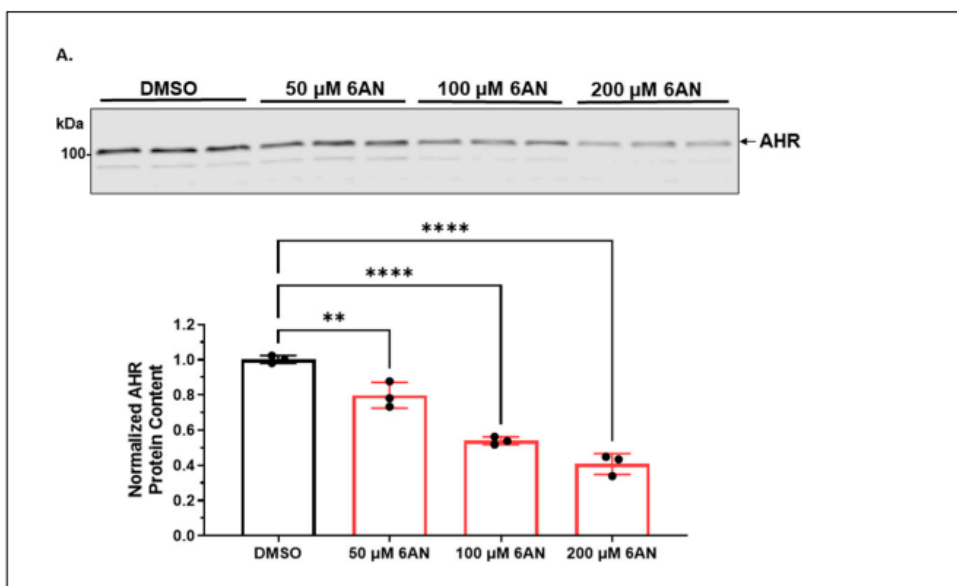 A.
DMSO 50 µM 6AN 100 µM 6AN 200 µM 6AN
kDa
100
AHR
****
****
**
1.2
1.0
0.8
0.6
0.4
0.2
0.0
Normalized AHR
Protein Content
DMSO 50 µM 6AN 100 µM 6AN 200 µM 6AN